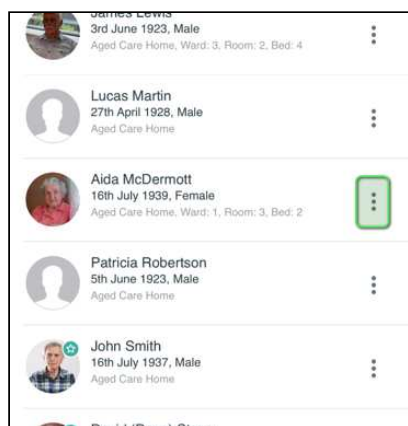 James Lewis
3rd June 1923, Male
Aged Care Home, Ward: 3, Room: 2, Bed: 4
Lucas Martin
27th April 1928, Male
Aged Care Home
Aida McDermott
16th July 1939, Female
Aged Care Home, Ward: 1, Room: 3, Bed: 2
Patricia Robertson
5th June 1923, Male
Aged Care Home
John Smith
16th July 1937, Male
Aged Care Home